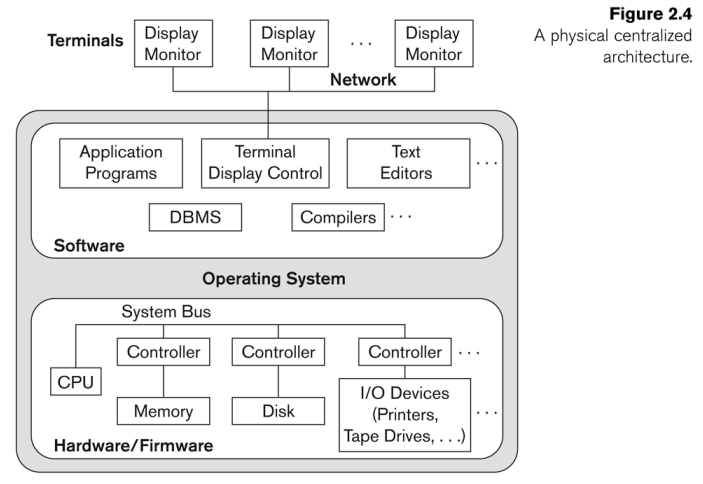 Figure 2.4
A physical centralized
architecture.
Terminals
Display
Monitor
Display
Monitor
. . .
Display
Monitor
Network
Application
Programs
Terminal
Display Control
Text
Editors
. . .
DBMS
Compilers
. . .
Software
Operating System
System Bus
Controller
Controller
Controller
. . .
CPU
Memory
Disk
I/O Devices
(Printers,
Tape Drives, . . .)
. . .
Hardware/Firmware